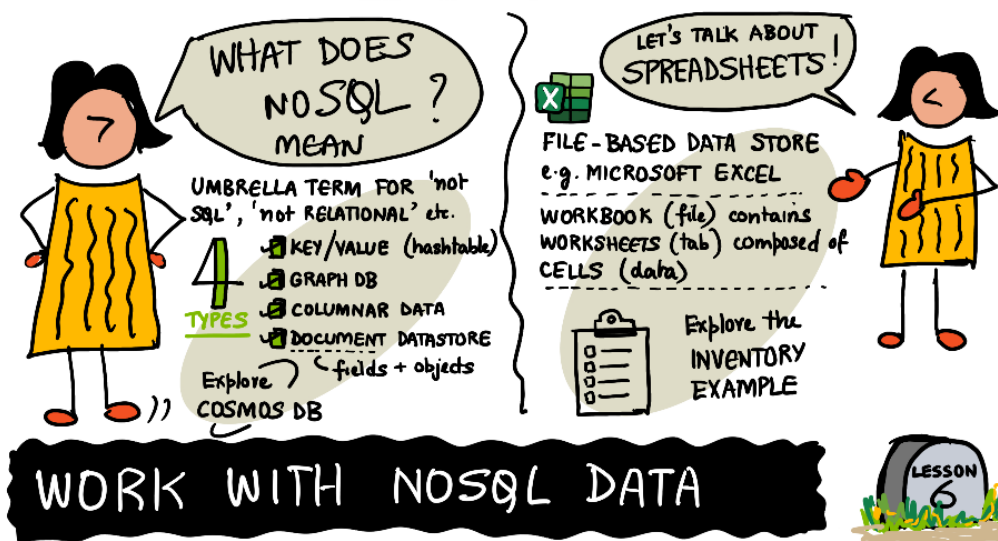 WHAT DOES
NOSQL?
MEAN
UMBRELLA TERM FOR 'not
SQL', 'not RELATIONAL' etc.
4
TYPES
KEY/VALUE (hashtable)
GRAPH DB
COLUMNAR DATA
DOCUMENT DATASTORE
fields + objects
Explore
COSMOS DB
LET'S TALK ABOUT
SPREADSHEETS!
X
FILE-BASED DATA STORE
e.g. MICROSOFT EXCEL
WORKBOOK (file) contains
WORKSHEETS (tab) composed of
CELLS (data)
Explore the
INVENTORY
EXAMPLE
WORK WITH NOSQL DATA
LESSON
6